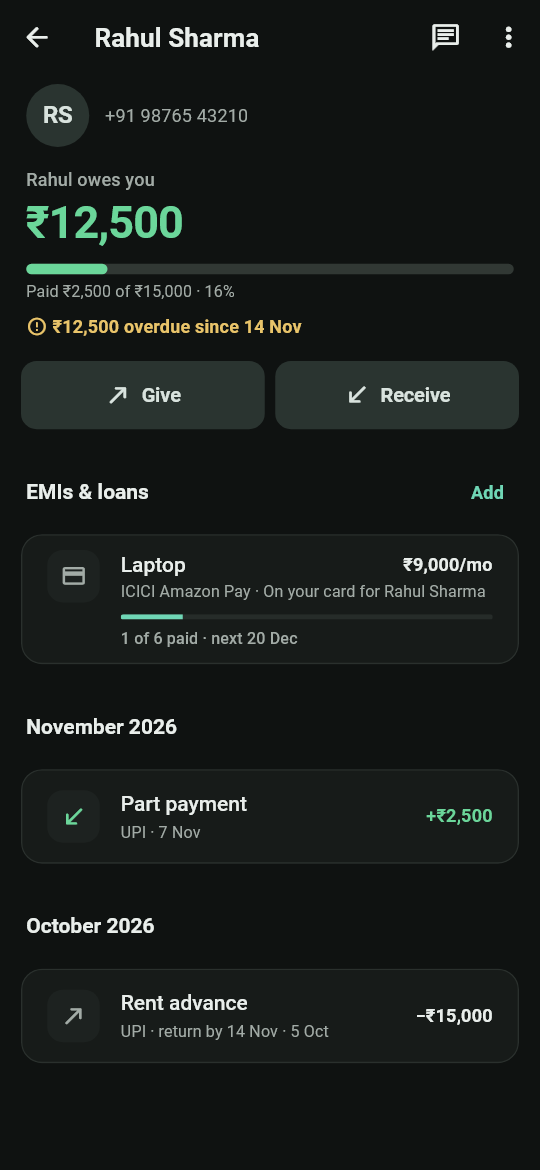 Rahul Sharma
RS
+91 98765 43210
Rahul owes you
₹12,500
Paid ₹2,500 of ₹15,000 · 16%
₹12,500 overdue since 14 Nov
Give
Receive
EMIs & loans
Add
Laptop
₹9,000/mo
ICICI Amazon Pay · On your card for Rahul Sharma
1 of 6 paid · next 20 Dec
November 2026
Part payment
+₹2,500
UPI · 7 Nov
October 2026
Rent advance
−₹15,000
UPI · return by 14 Nov · 5 Oct